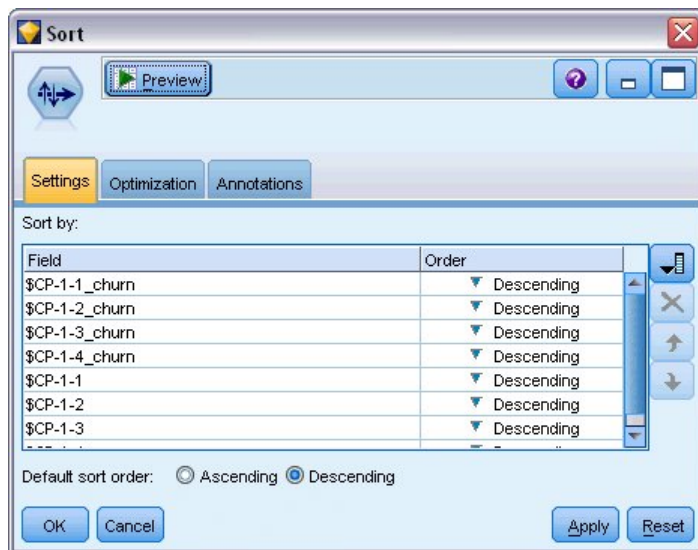 Sort
Preview
Settings Optimization Annotations
Sort by:
Field Order
$CP-1-1_churn Descending
$CP-1-2_churn Descending
$CP-1-3_churn Descending
$CP-1-4_churn Descending
$CP-1-1 Descending
$CP-1-2 Descending
$CP-1-3 Descending
Default sort order: Ascending Descending
OK Cancel Apply Reset